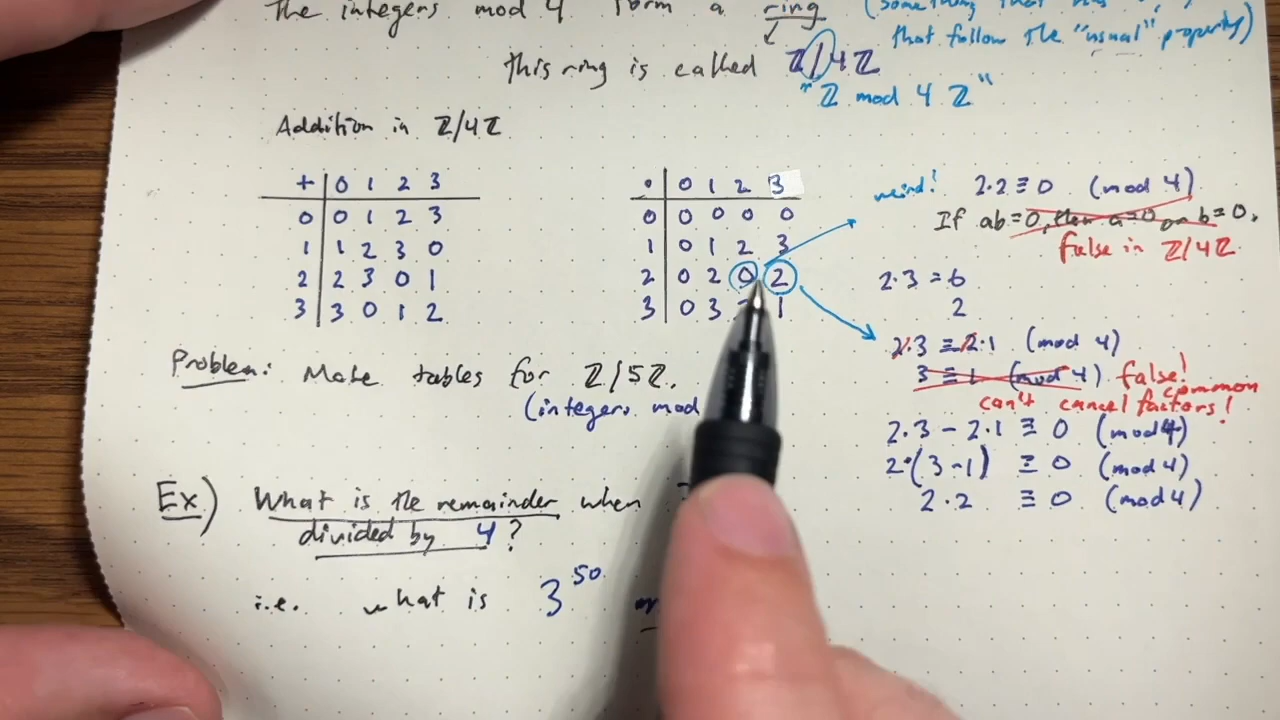 The integers mod 4 form a ring (something that has
that follow the "usual" property)
this ring is called Z/4Z
"Z mod 4 Z"
Addition in Z/4Z
+ 0 1 2 3
0 0 1 2 3
1 1 2 3 0
2 2 3 0 1
3 3 0 1 2
· 0 1 2 3
0 0 0 0 0
1 0 1 2 3
2 0 2 0 2
3 0 3 1
weird! 2·2 ≡ 0 (mod 4)
If ab=0, then a=0 or b=0.
false in Z/4Z
2·3 = 6
2
2·3 ≡ 2·1 (mod 4)
3 ≡ 1 (mod 4) false!
can't cancel common factors!
2·3 - 2·1 ≡ 0 (mod 4)
2·(3-1) ≡ 0 (mod 4)
2·2 ≡ 0 (mod 4)
Problem: Make tables for Z/5Z.
(integers mod
Ex) What is the remainder when
divided by 4?
i.e. what is 3^50